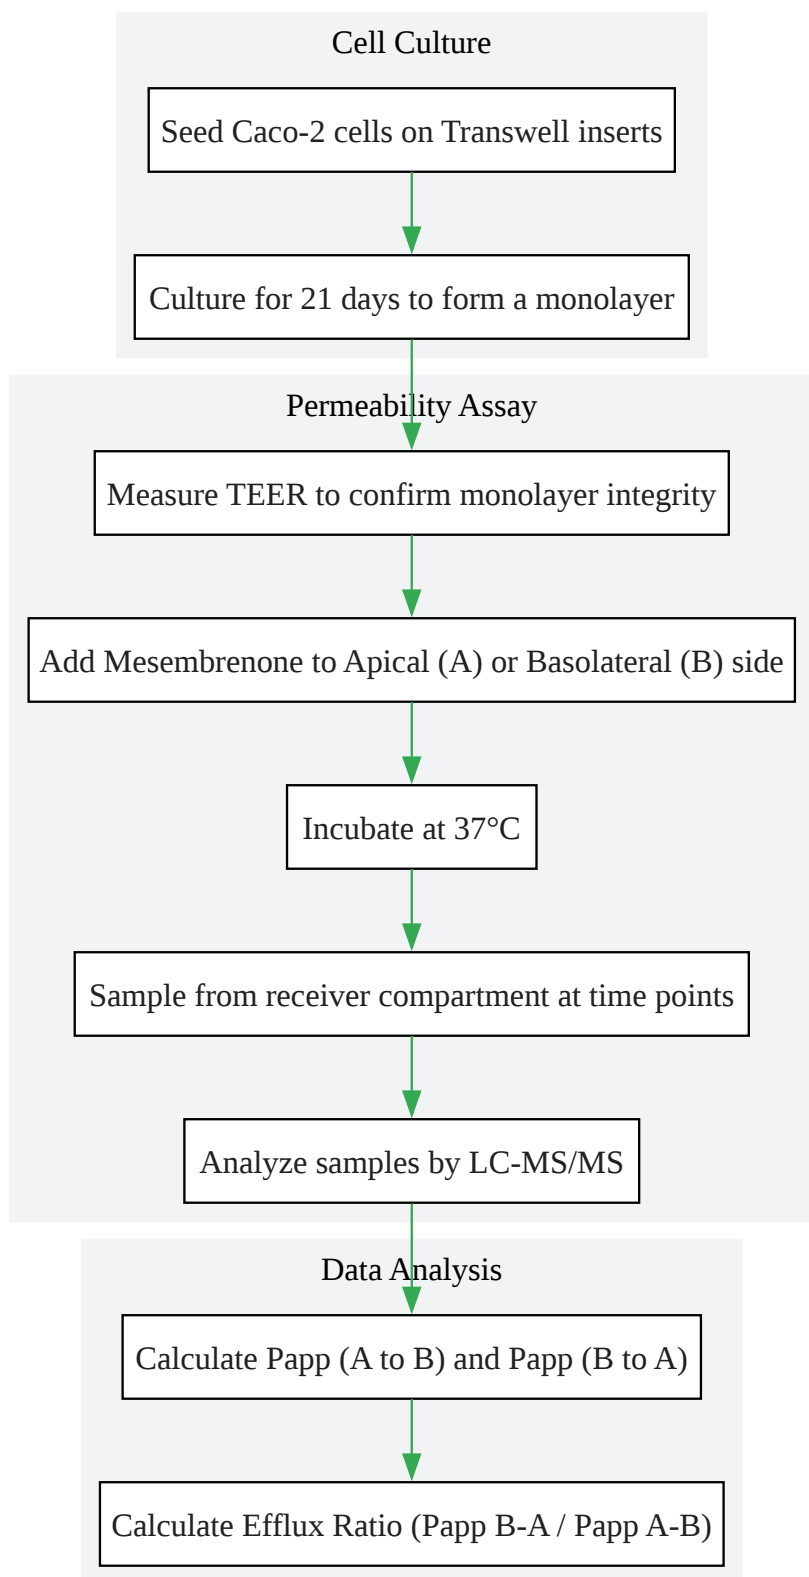 Cell Culture
Seed Caco-2 cells on Transwell inserts
Culture for 21 days to form a monolayer
Permeability Assay
Measure TEER to confirm monolayer integrity
Add Mesembrenone to Apical (A) or Basolateral (B) side
Incubate at 37°C
Sample from receiver compartment at time points
Analyze samples by LC-MS/MS
Data Analysis
Calculate Papp (A to B) and Papp (B to A)
Calculate Efflux Ratio (Papp B-A / Papp A-B)